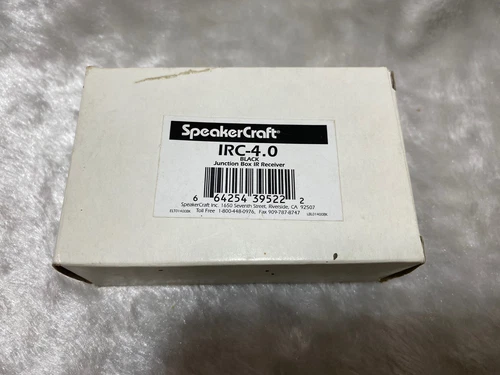 SpeakerCraft®
IRC-4.0
BLACK
Junction Box IR Receiver
6 64254 39522 2
SpeakerCraft Inc. 1650 Seventh Street, Riverside, CA 92507
Toll Free 1-800-448-0976, Fax 909-787-8747